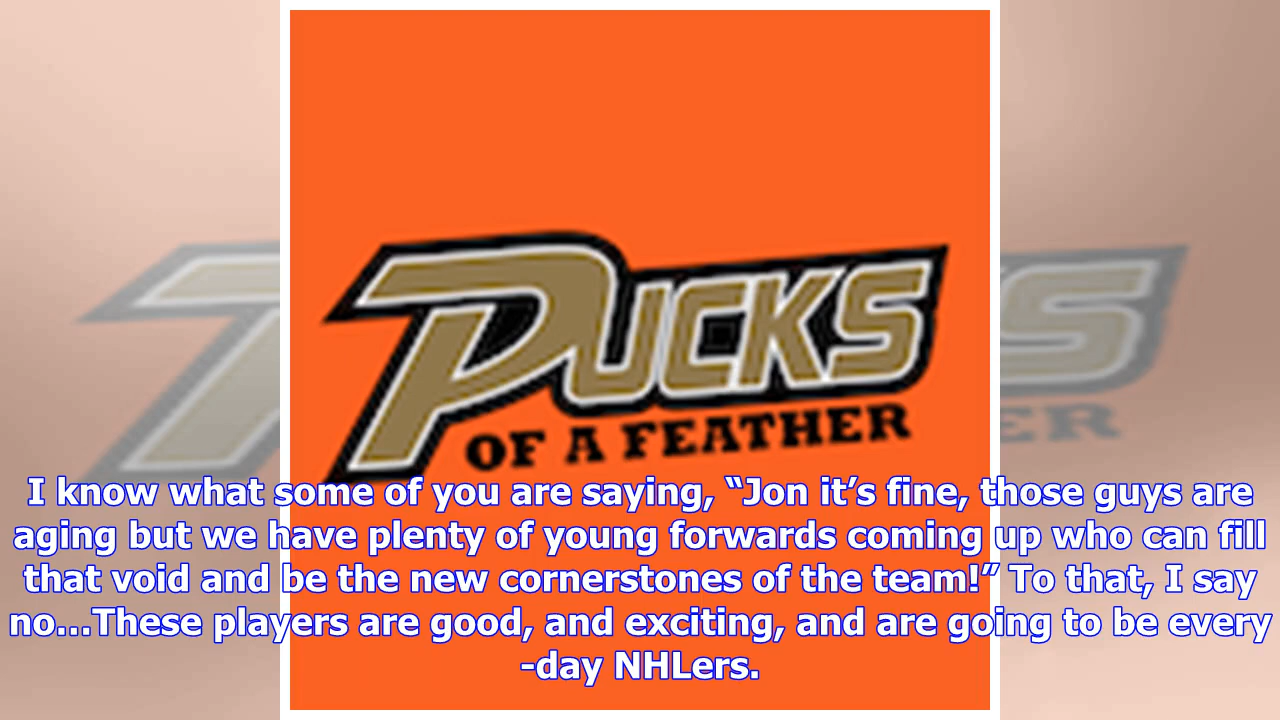 PUCKS
OF A FEATHER
I know what some of you are saying, “Jon it’s fine, those guys are
aging but we have plenty of young forwards coming up who can fill
that void and be the new cornerstones of the team!” To that, I say
no...These players are good, and exciting, and are going to be every
-day NHLers.